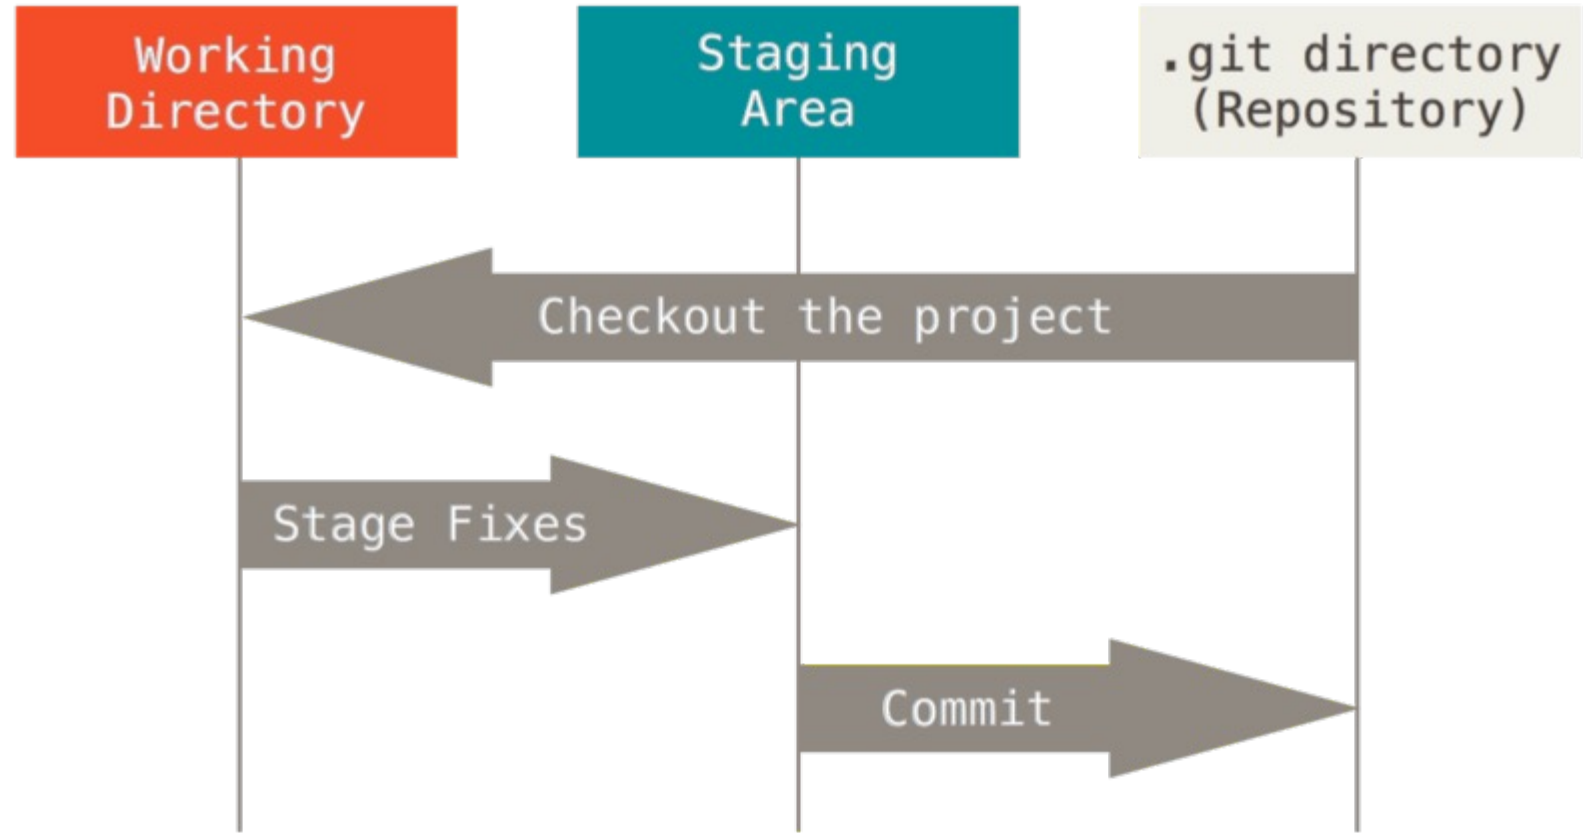 Working
Directory
Staging
Area
.git directory
(Repository)
Checkout the project
Stage Fixes
Commit